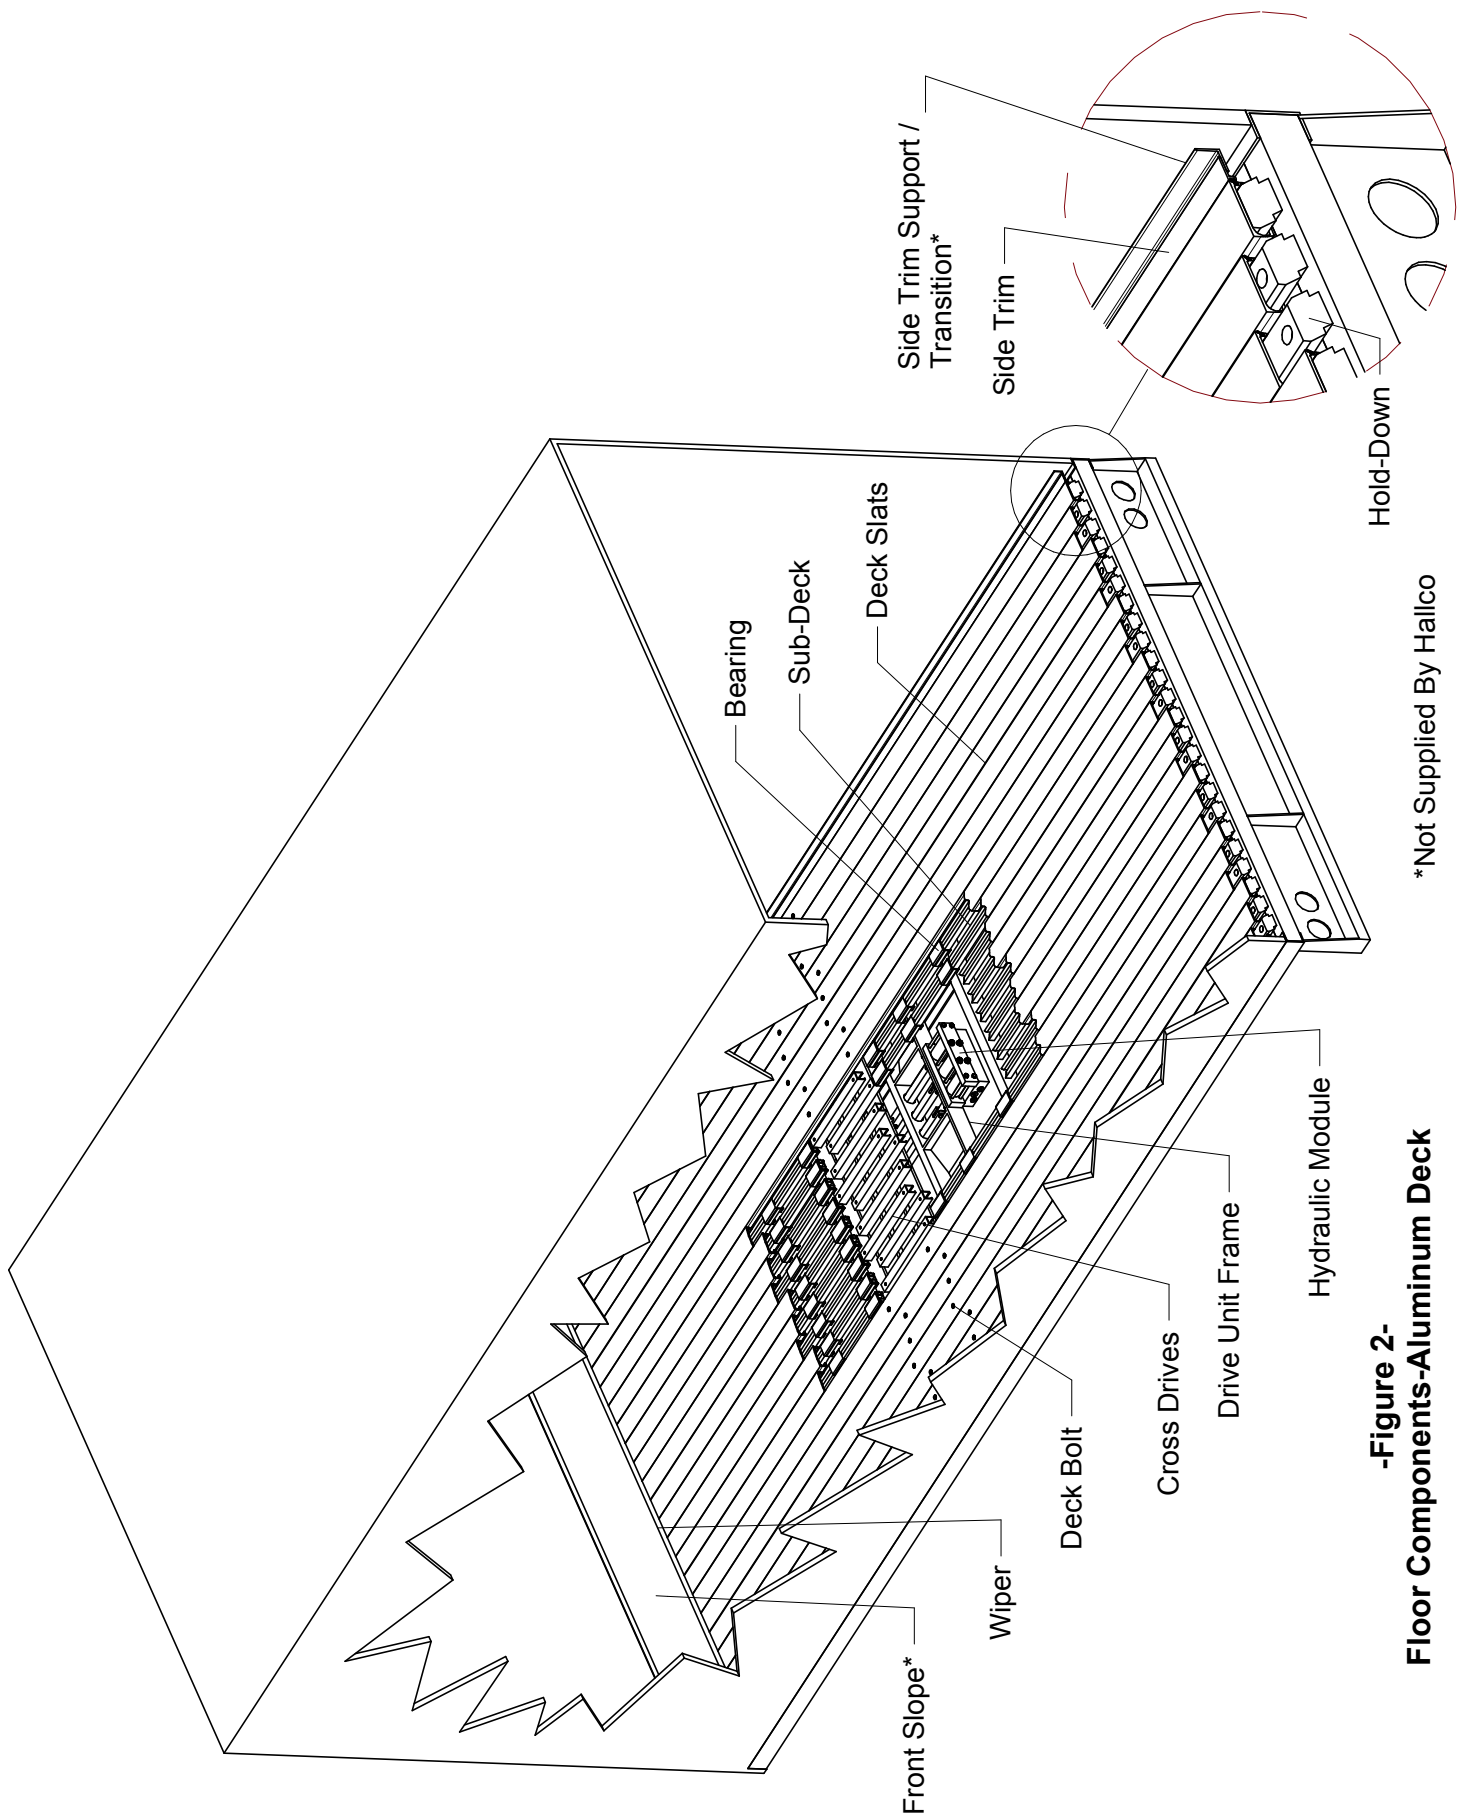 Side Trim Support /
Transition*
Side Trim
Hold-Down
Bearing
Sub-Deck
Deck Slats
*Not Supplied By Hallco
Front Slope*
Wiper
Deck Bolt
Cross Drives
Drive Unit Frame
Hydraulic Module
-Figure 2-
Floor Components-Aluminum Deck